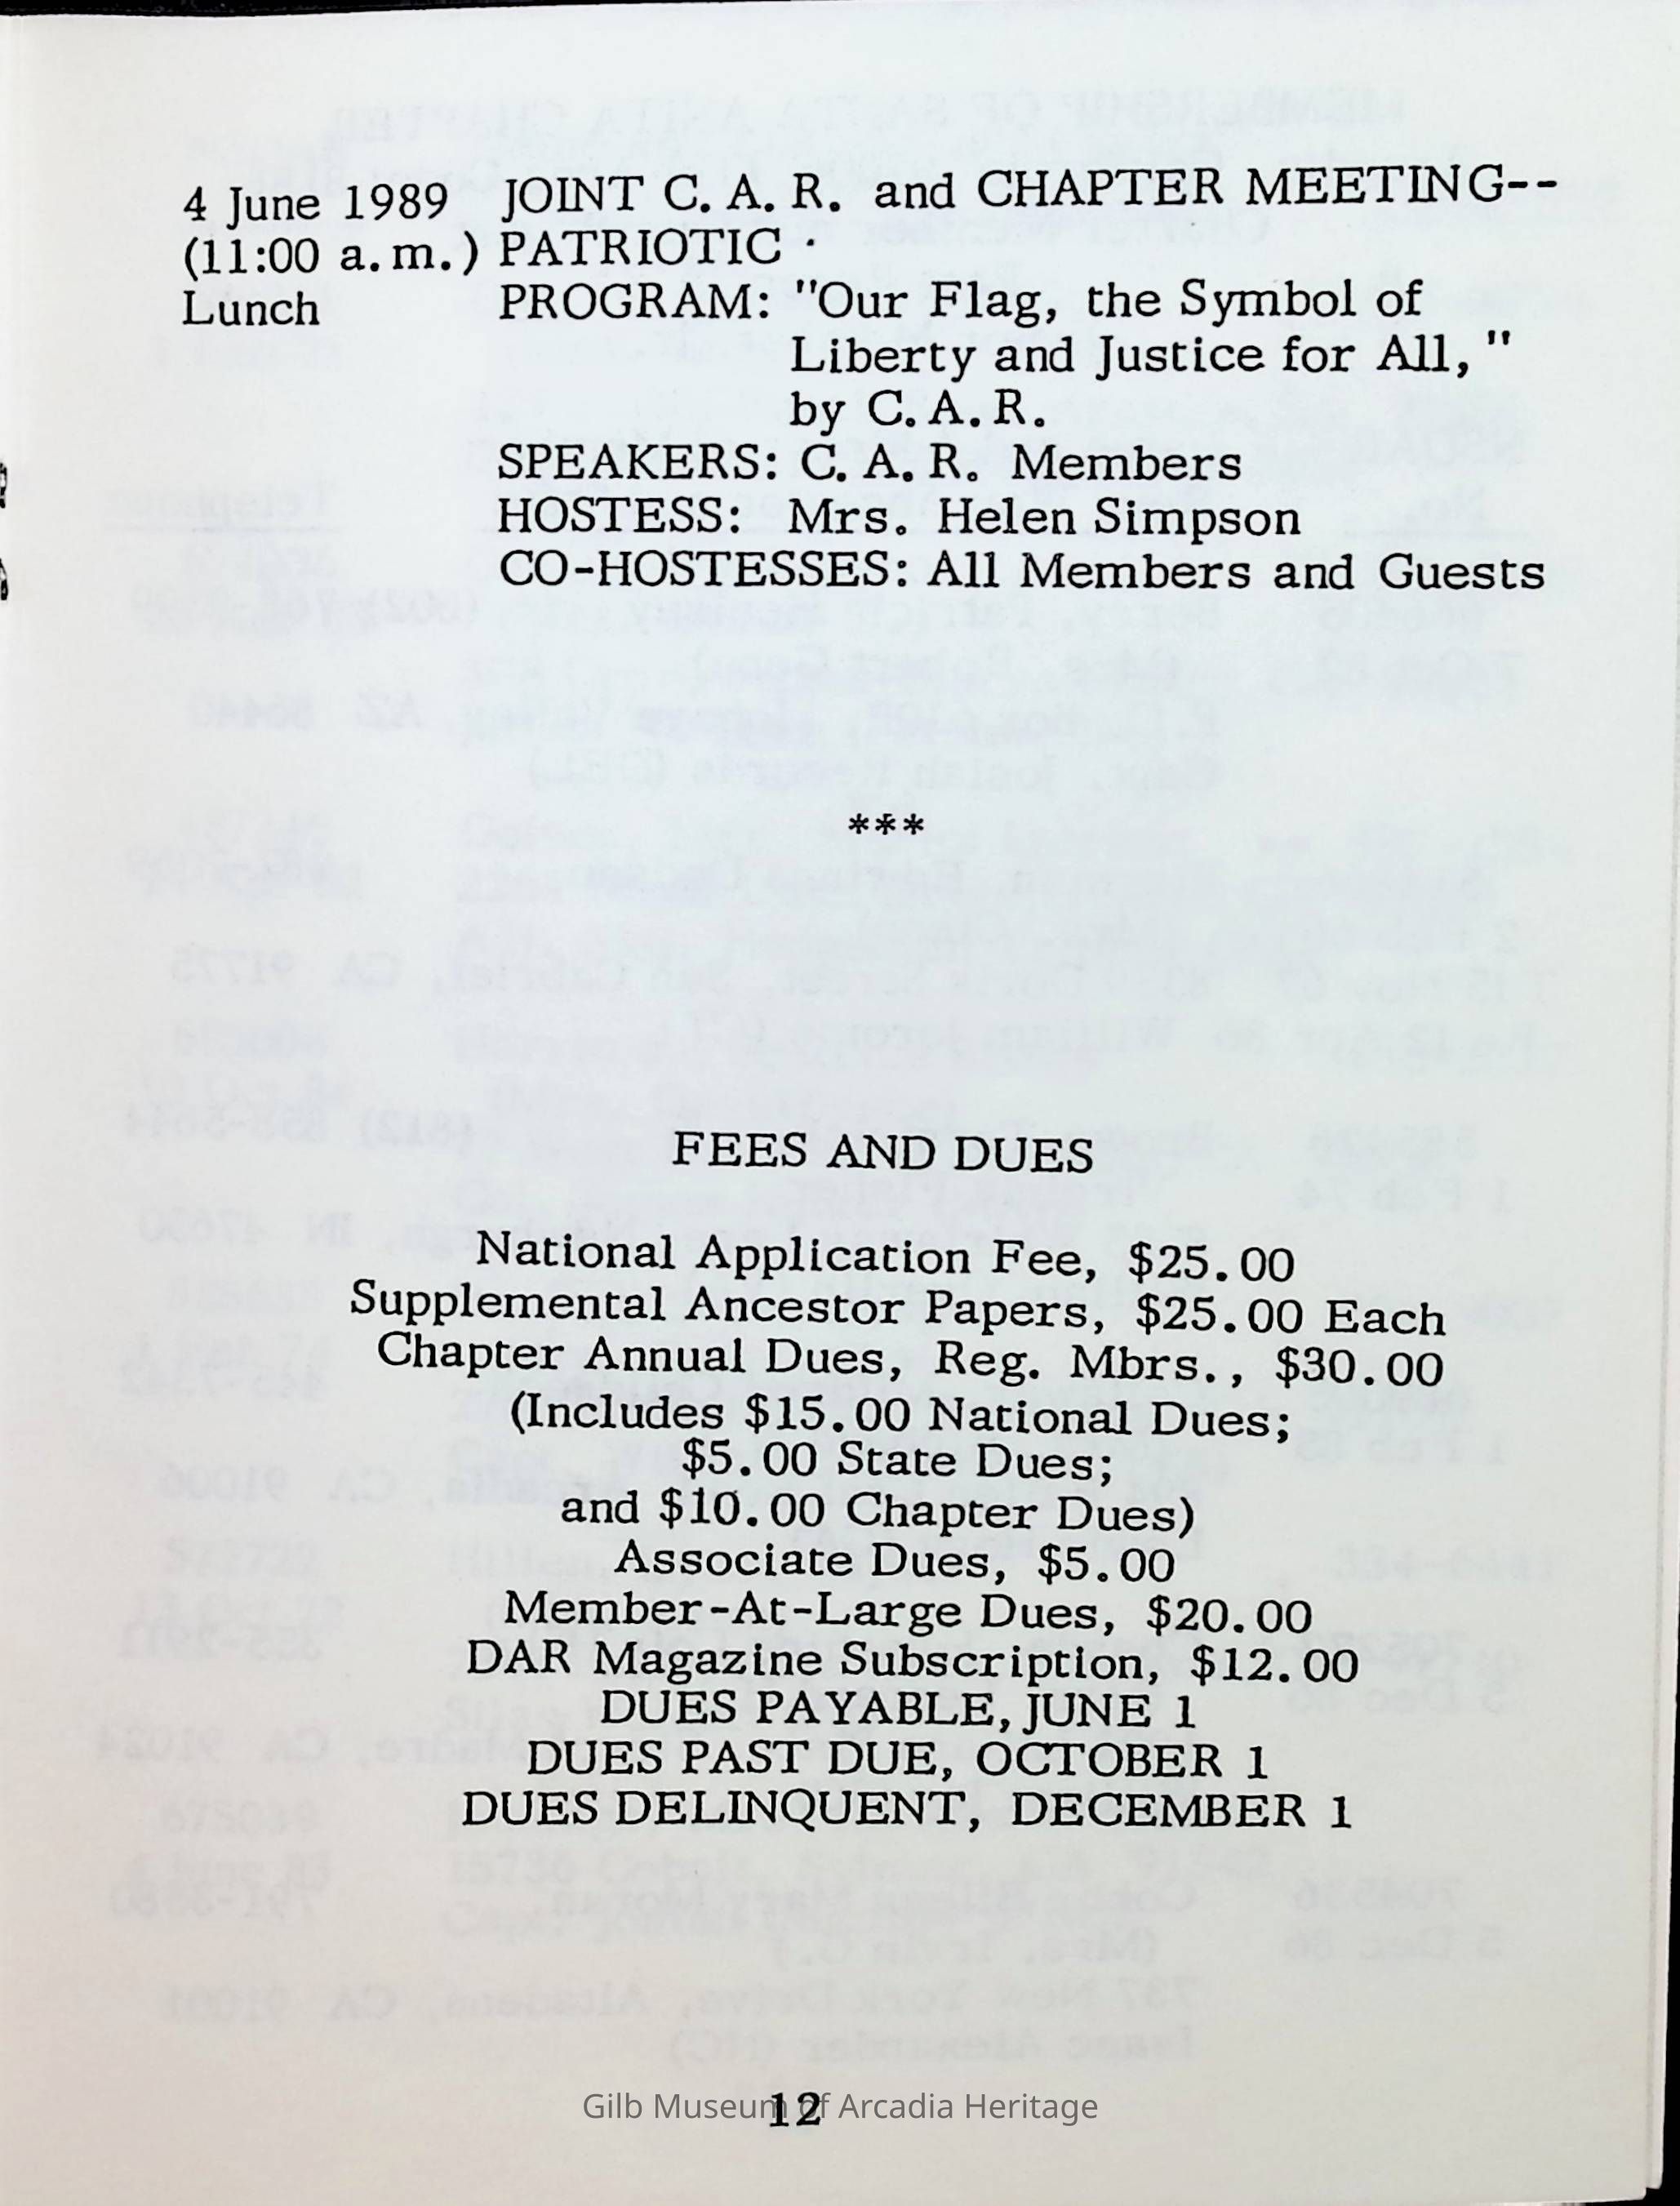 4 June 1989 JOINT C. A. R. and CHAPTER MEETING--
(11:00 a. m.) PATRIOTIC
Lunch PROGRAM: "Our Flag, the Symbol of
Liberty and Justice for All, "
by C. A. R.
SPEAKERS: C. A. R. Members
HOSTESS: Mrs. Helen Simpson
CO-HOSTESSES: All Members and Guests
***
FEES AND DUES
National Application Fee, $25.00
Supplemental Ancestor Papers, $25.00 Each
Chapter Annual Dues, Reg. Mbrs., $30.00
(Includes $15.00 National Dues;
$5.00 State Dues;
and $10.00 Chapter Dues)
Associate Dues, $5.00
Member-At-Large Dues, $20.00
DAR Magazine Subscription, $12.00
DUES PAYABLE, JUNE 1
DUES PAST DUE, OCTOBER 1
DUES DELINQUENT, DECEMBER 1
12
Gilb Museum of Arcadia Heritage